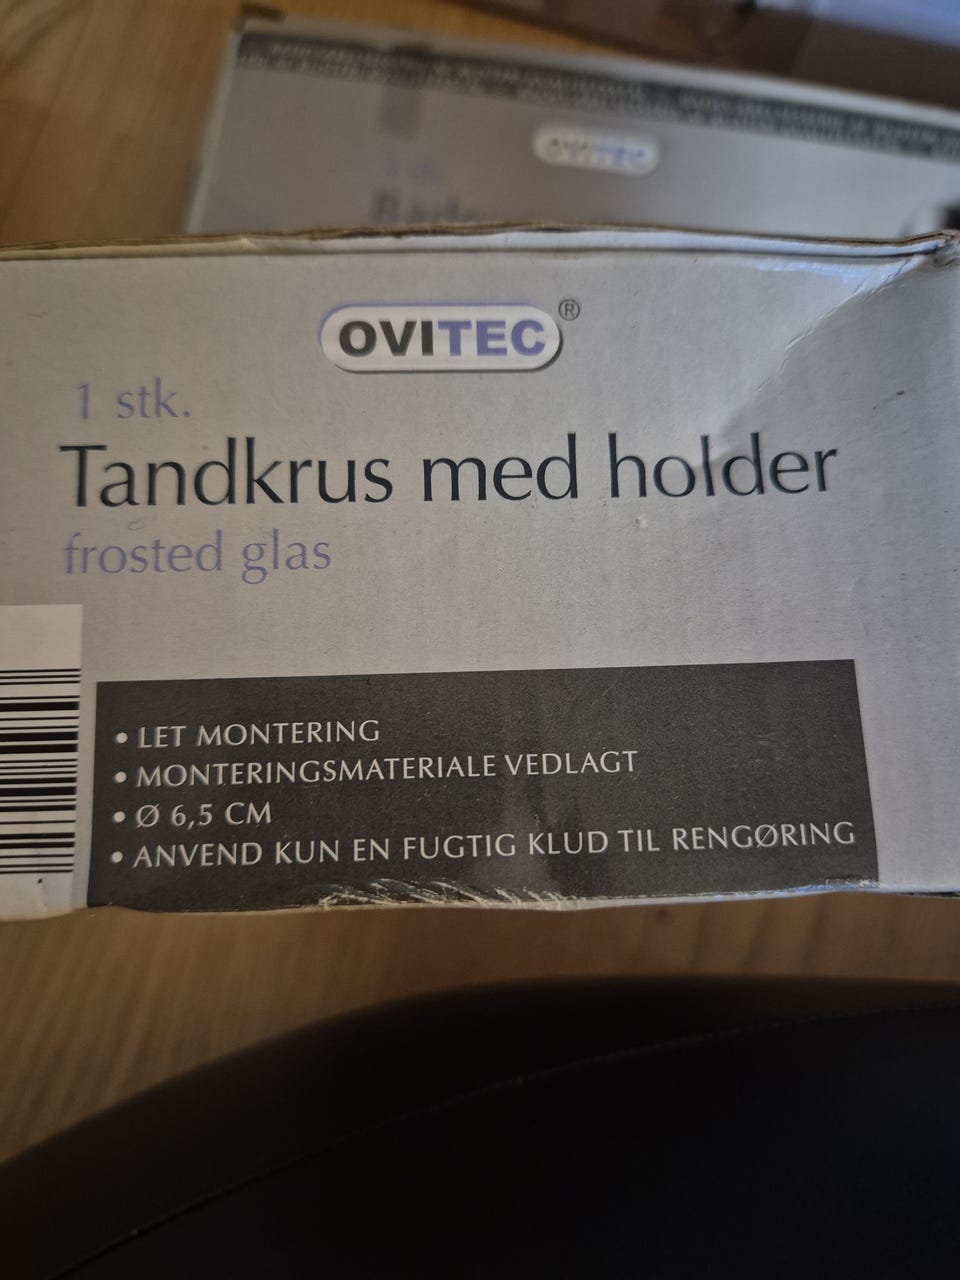 OVITEC
OVITEC®
1 stk.
Tandkrus med holder
frosted glas
• LET MONTERING
• MONTERINGSMATERIALE VEDLAGT
• Ø 6,5 CM
• ANVEND KUN EN FUGTIG KLUD TIL RENGØRING